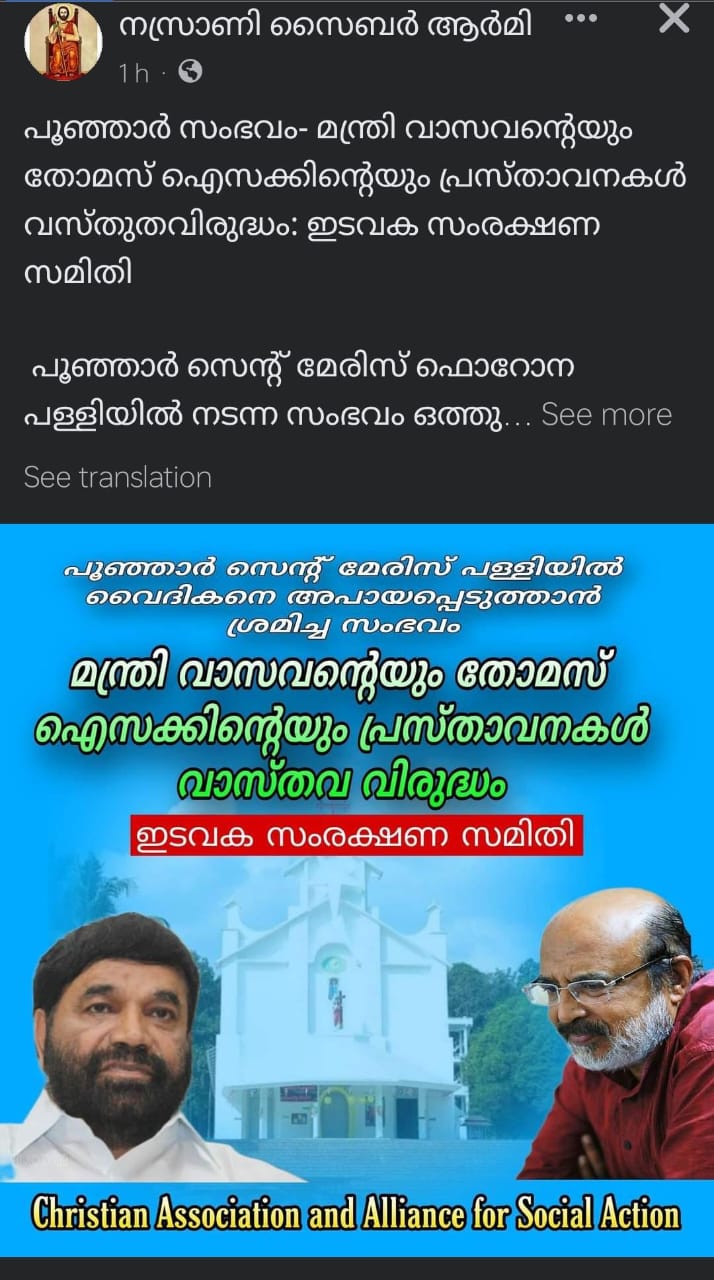 നസ്രാണി സൈബർ ആർമി
1h ·
പൂഞ്ഞാർ സംഭവം- മന്ത്രി വാസവന്റെയും
തോമസ് ഐസക്കിന്റെയും പ്രസ്താവനകൾ
വസ്തുതവിരുദ്ധം: ഇടവക സംരക്ഷണ
സമിതി
പൂഞ്ഞാർ സെന്റ് മേരിസ് ഫൊറോന
പള്ളിയിൽ നടന്ന സംഭവം ഒത്തു... See more
See translation
പൂഞ്ഞാർ സെന്റ് മേരിസ് പള്ളിയിൽ
വൈദികനെ അപായപ്പെടുത്താൻ
ശ്രമിച്ച സംഭവം
മന്ത്രി വാസവന്റെയും തോമസ്
ഐസക്കിന്റെയും പ്രസ്താവനകൾ
വാസ്തവ വിരുദ്ധം
ഇടവക സംരക്ഷണ സമിതി
Christian Association and Alliance for Social Action